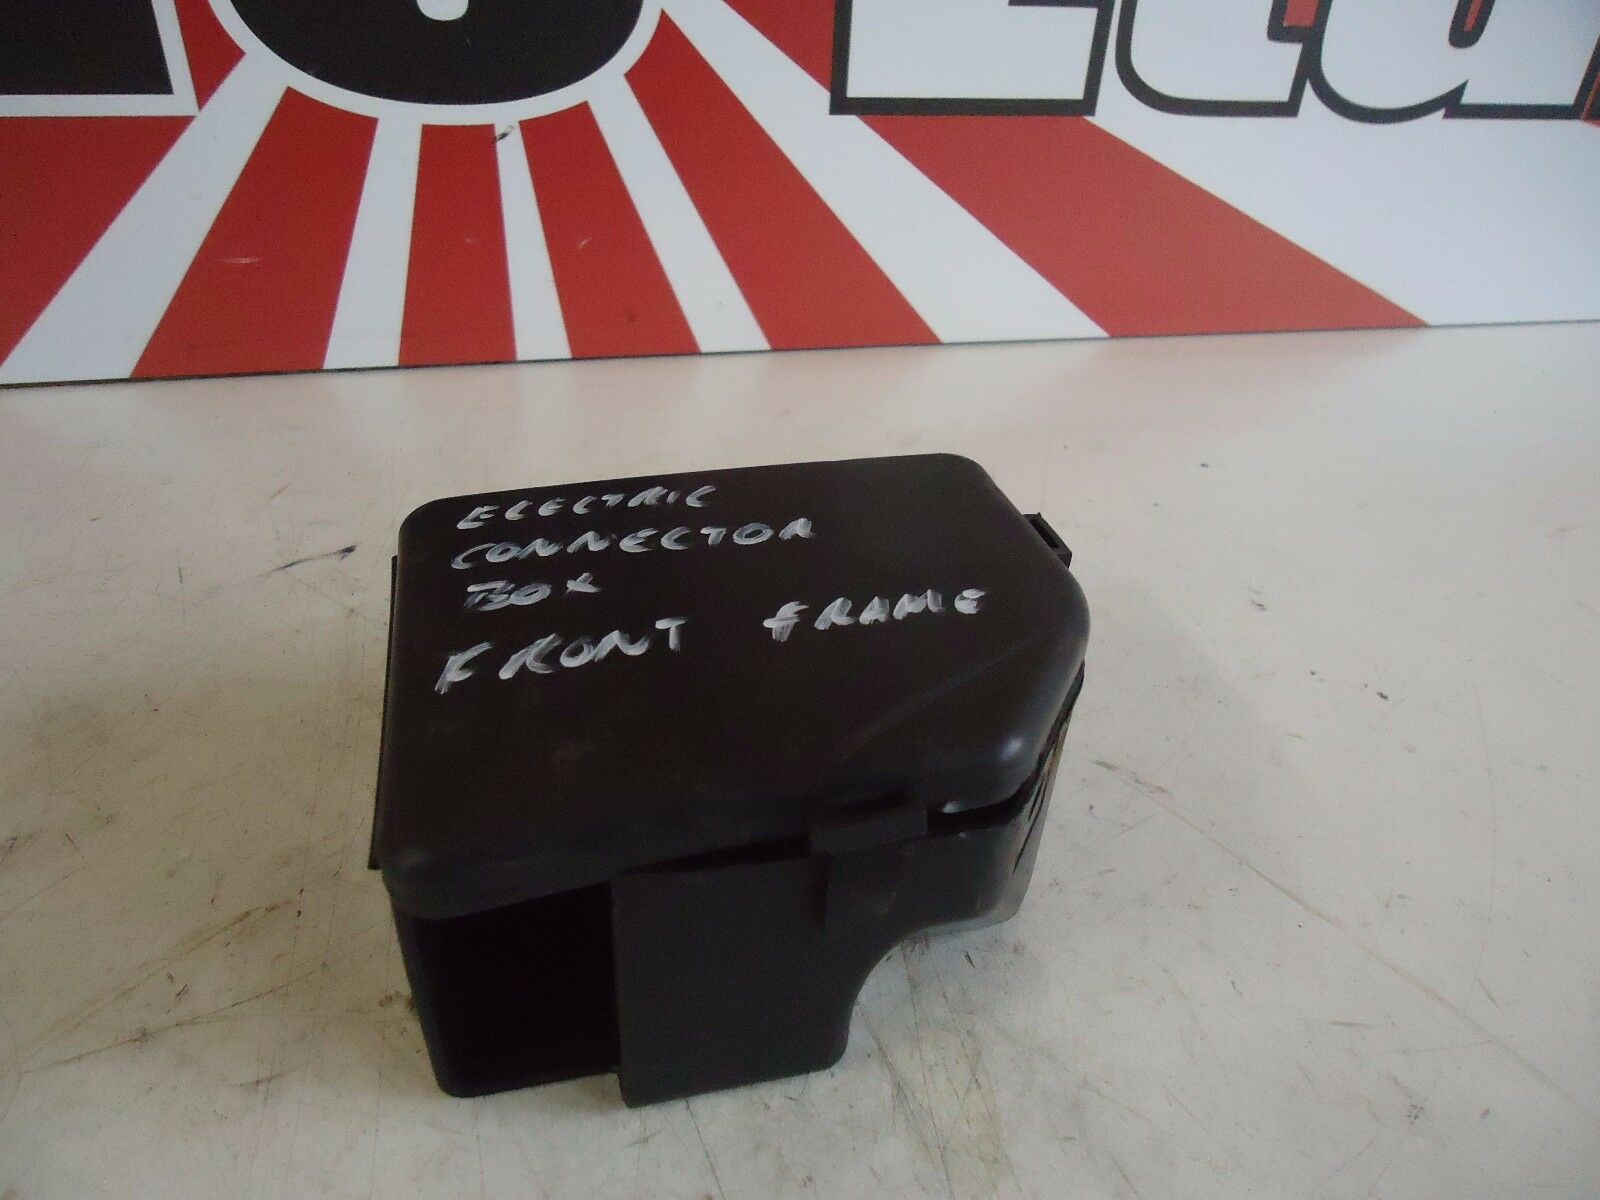 ELECTRIC
CONNECTOR
BOX
FRONT FRAME